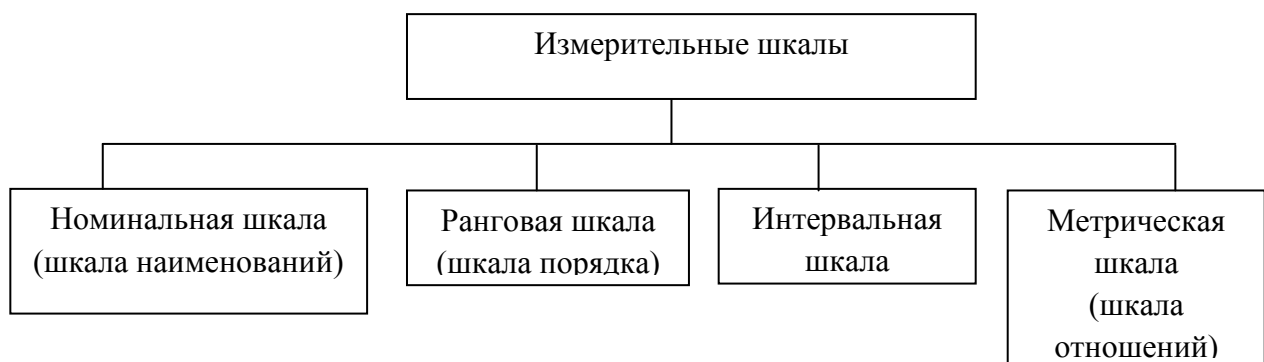 Измерительные шкалы
Номинальная шкала
(шкала наименований)
Ранговая шкала
(шкала порядка)
Интервальная
шкала
Метрическая
шкала
(шкала
отношений)